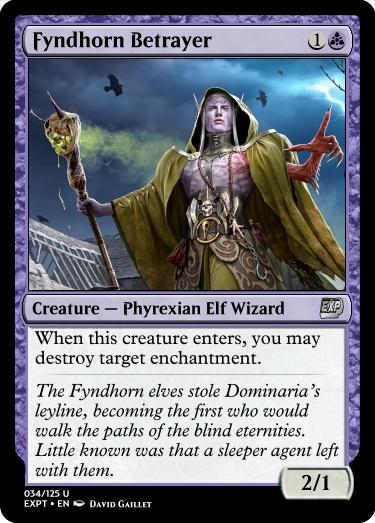 Fyndhorn Betrayer 1
Creature — Phyrexian Elf Wizard EXP
When this creature enters, you may
destroy target enchantment.
The Fyndhorn elves stole Dominaria's
leyline, becoming the first who would
walk the paths of the blind eternities.
Little known was that a sleeper agent left
with them.
2/1
034/125 U
EXPT • EN DAVID GAILLET